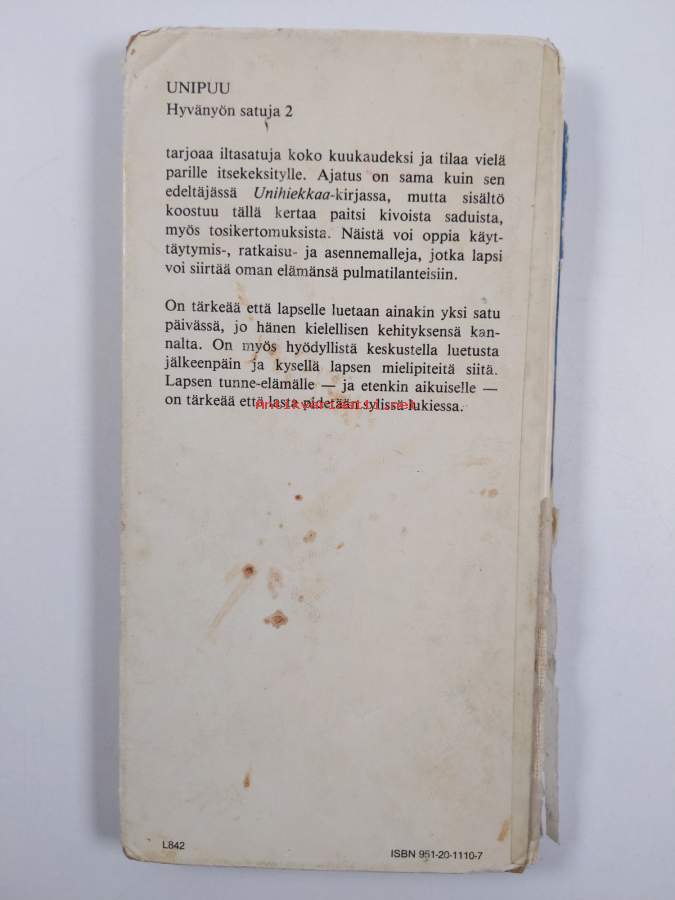 UNIPUU
Hyvänyön satuja 2
tarjoaa iltasatuja koko kuukaudeksi ja tilaa vielä
parille itsekeksitylle. Ajatus on sama kuin sen
edeltäjässä Unihiekkaa-kirjassa, mutta sisältö
koostuu tällä kertaa paitsi kivoista saduista,
myös tosikertomuksista. Näistä voi oppia käyt-
täytymis-, ratkaisu- ja asennemalleja, jotka lapsi
voi siirtää oman elämänsä pulmatilanteisiin.
On tärkeää että lapselle luetaan ainakin yksi satu
päivässä, jo hänen kielellisen kehityksensä kan-
nalta. On myös hyödyllistä keskustella luetusta
jälkeenpäin ja kysellä lapsen mielipiteitä siitä.
Lapsen tunne-elämälle — ja etenkin aikuiselle —
on tärkeää että lasta pidetään sylissä lukiessa.
L842
ISBN 951-20-1110-7